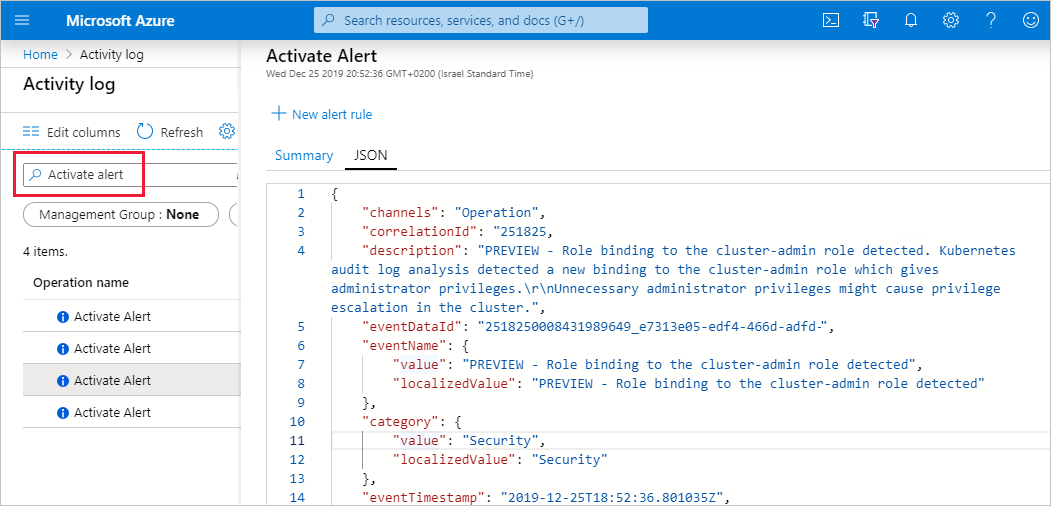 Microsoft Azure
Search resources, services, and docs (G+/)
Home > Activity log
Activity log
Edit columns Refresh
Activate alert
Management Group : None
4 items.
Operation name
Activate Alert
Activate Alert
Activate Alert
Activate Alert
Activate Alert
Wed Dec 25 2019 20:52:36 GMT+0200 (Israel Standard Time)
New alert rule
Summary JSON
1 {
2 "channels": "Operation",
3 "correlationId": "251825,
4 "description": "PREVIEW - Role binding to the cluster-admin role detected. Kubernetes
audit log analysis detected a new binding to the cluster-admin role which gives
administrator privileges.\r\nUnnecessary administrator privileges might cause privilege
escalation in the cluster.",
5 "eventDataId": "2518250008431989649_e7313e05-edf4-466d-adfd-",
6 "eventName": {
7 "value": "PREVIEW - Role binding to the cluster-admin role detected",
8 "localizedValue": "PREVIEW - Role binding to the cluster-admin role detected"
9 },
10 "category": {
11 "value": "Security",
12 "localizedValue": "Security"
13 },
14 "eventTimestamp": "2019-12-25T18:52:36.801035Z",